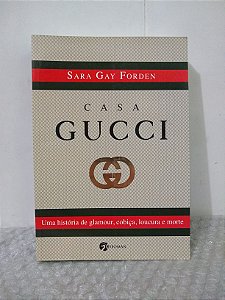 SARA GAY FORDEN
CASA
GUCCI
Uma história de glamour, cobiça, loucura e morte